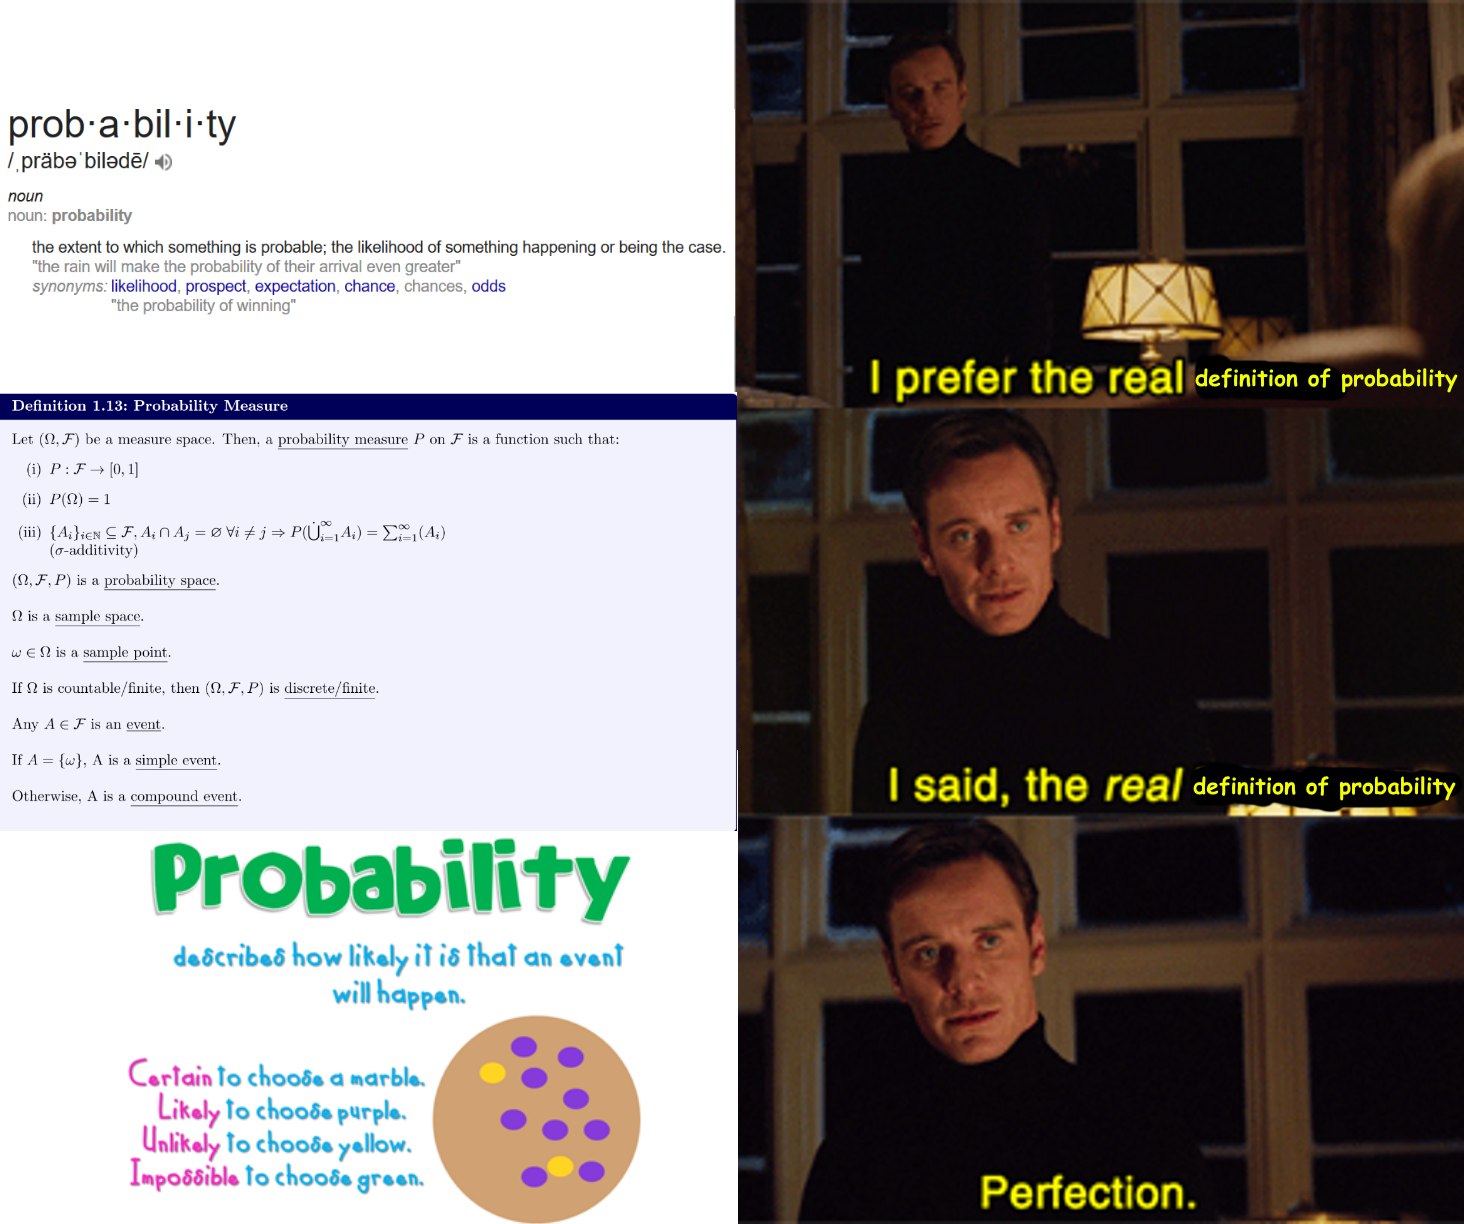 prob·a·bil·i·ty
/ˌpräbəˈbilədē/
noun
noun: probability
the extent to which something is probable; the likelihood of something happening or being the case.
"the rain will make the probability of their arrival even greater"
synonyms: likelihood, prospect, expectation, chance, chances, odds
"the probability of winning"
I prefer the real definition of probability
Definition 1.13: Probability Measure
Let (Ω, ℱ) be a measure space. Then, a probability measure P on ℱ is a function such that:
(i) P : ℱ → [0, 1]
(ii) P(Ω) = 1
(iii) {A_i}_{i∈ℕ} ⊆ ℱ, A_i ∩ A_j = ∅ ∀i ≠ j ⇒ P(⋃̇_{i=1}^∞ A_i) = ∑_{i=1}^∞(A_i)
(σ-additivity)
(Ω, ℱ, P) is a probability space.
Ω is a sample space.
ω ∈ Ω is a sample point.
If Ω is countable/finite, then (Ω, ℱ, P) is discrete/finite.
Any A ∈ ℱ is an event.
If A = {ω}, A is a simple event.
Otherwise, A is a compound event.
I said, the real definition of probability
Probability
describes how likely it is that an event
will happen.
Certain to choose a marble.
Likely to choose purple.
Unlikely to choose yellow.
Impossible to choose green.
Perfection.